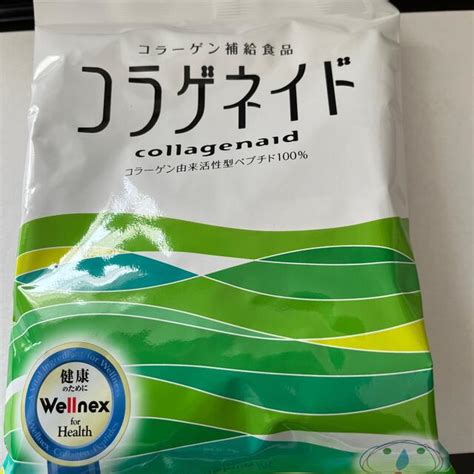 コラーゲン補給食品
コラゲネイド
collagenaid
コラーゲン由来活性型ペプチド100%
健康
のために
Wellnex
for
Health